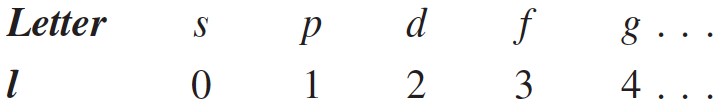 Letter s p d f g . . .
l 0 1 2 3 4 . . .